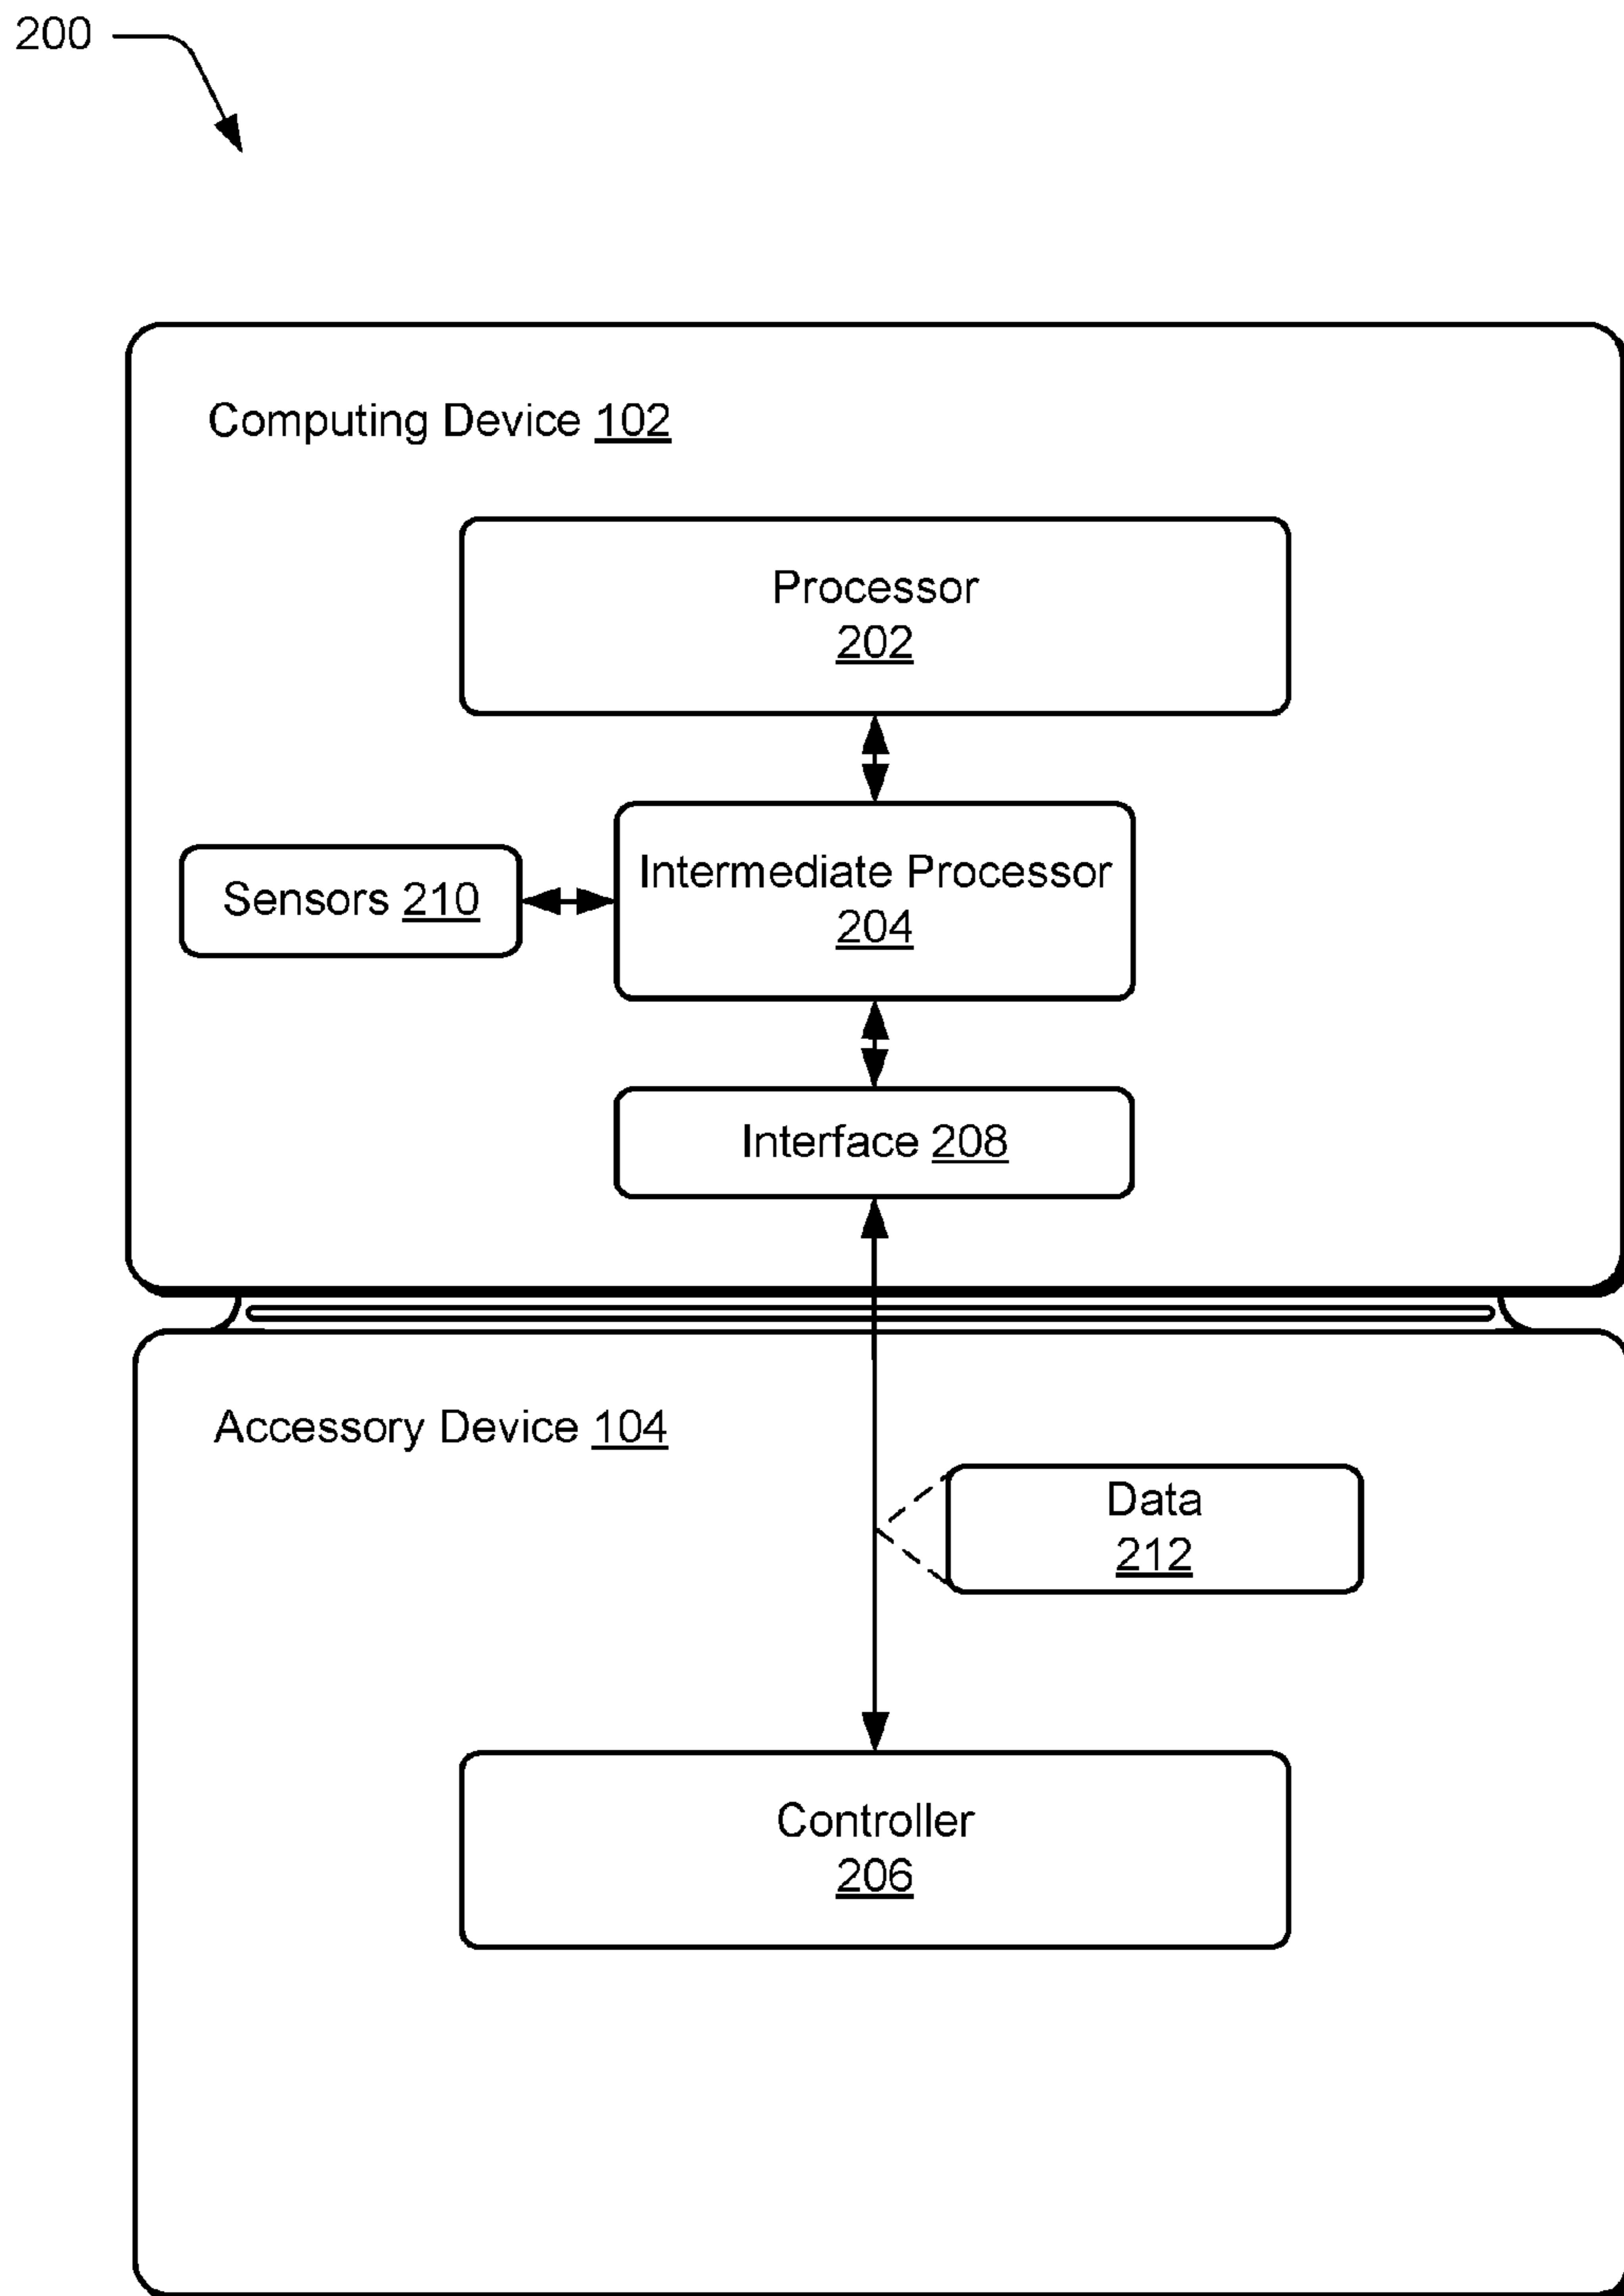 200
Computing Device 102
Processor
202
Intermediate Processor
204
Sensors 210
Interface 208
Accessory Device 104
Data
212
Controller
206